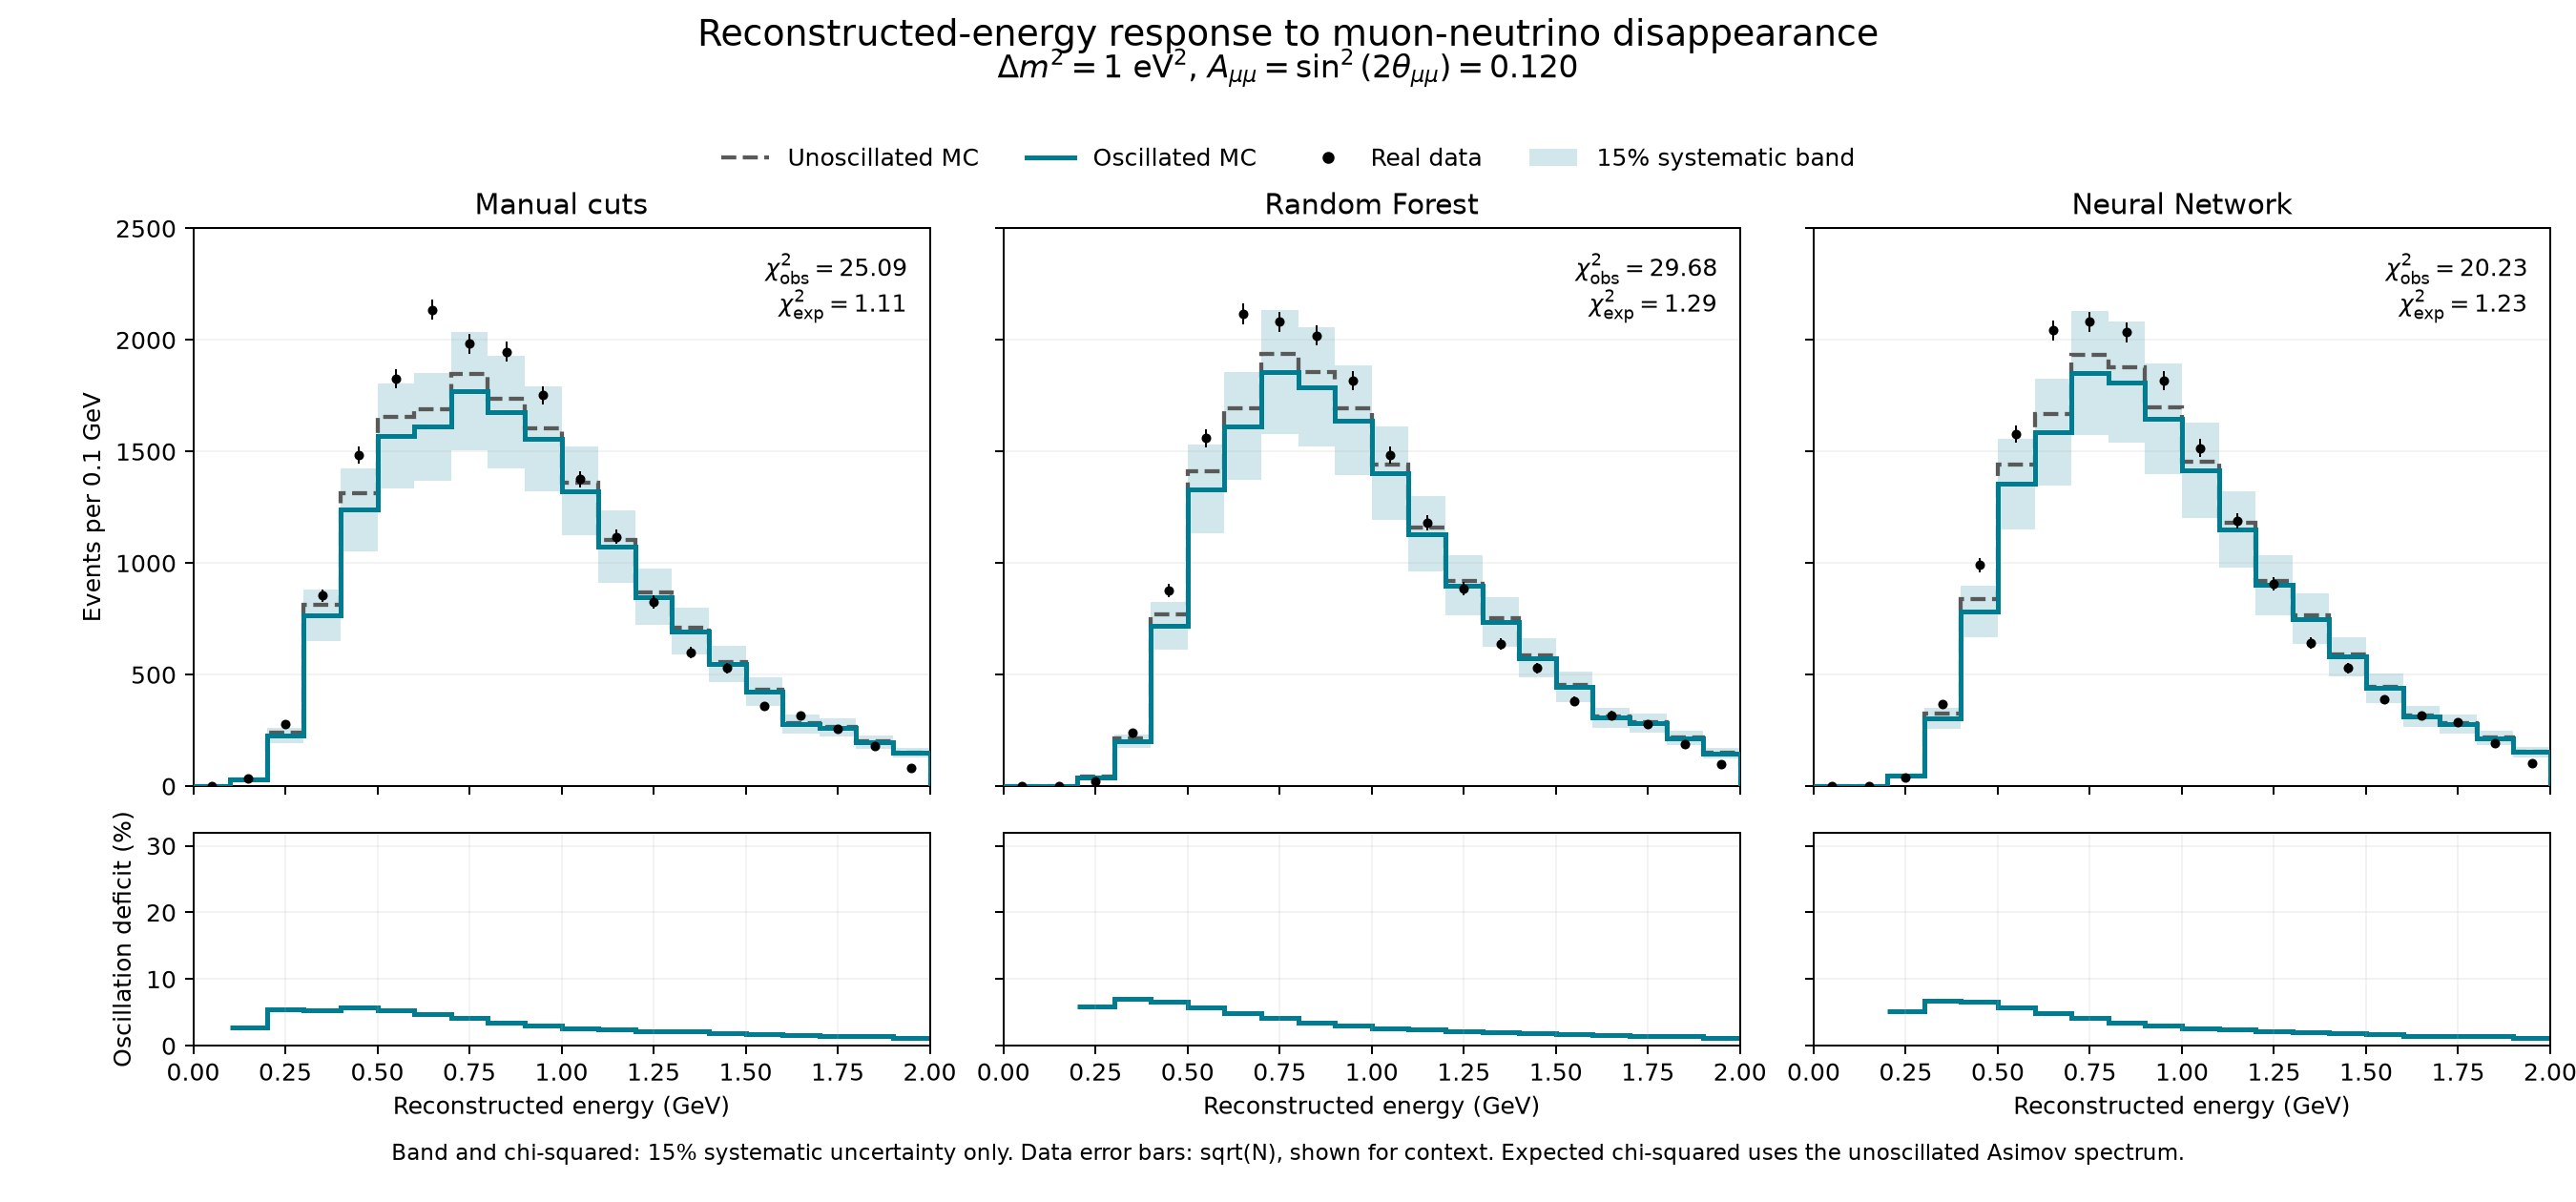 Reconstructed-energy response to muon-neutrino disappearance
Δm² = 1 eV², A_μμ = sin² (2θ_μμ) = 0.120
Unoscillated MC Oscillated MC Real data 15% systematic band
Manual cuts
Random Forest
Neural Network
Events per 0.1 GeV
2500
2000
1500
1000
500
0
χ²_obs = 25.09
χ²_exp = 1.11
χ²_obs = 29.68
χ²_exp = 1.29
χ²_obs = 20.23
χ²_exp = 1.23
Oscillation deficit (%)
30
20
10
0
0.00 0.25 0.50 0.75 1.00 1.25 1.50 1.75 2.00
Reconstructed energy (GeV)
0.00 0.25 0.50 0.75 1.00 1.25 1.50 1.75 2.00
Reconstructed energy (GeV)
0.00 0.25 0.50 0.75 1.00 1.25 1.50 1.75 2.00
Reconstructed energy (GeV)
Band and chi-squared: 15% systematic uncertainty only. Data error bars: sqrt(N), shown for context. Expected chi-squared uses the unoscillated Asimov spectrum.